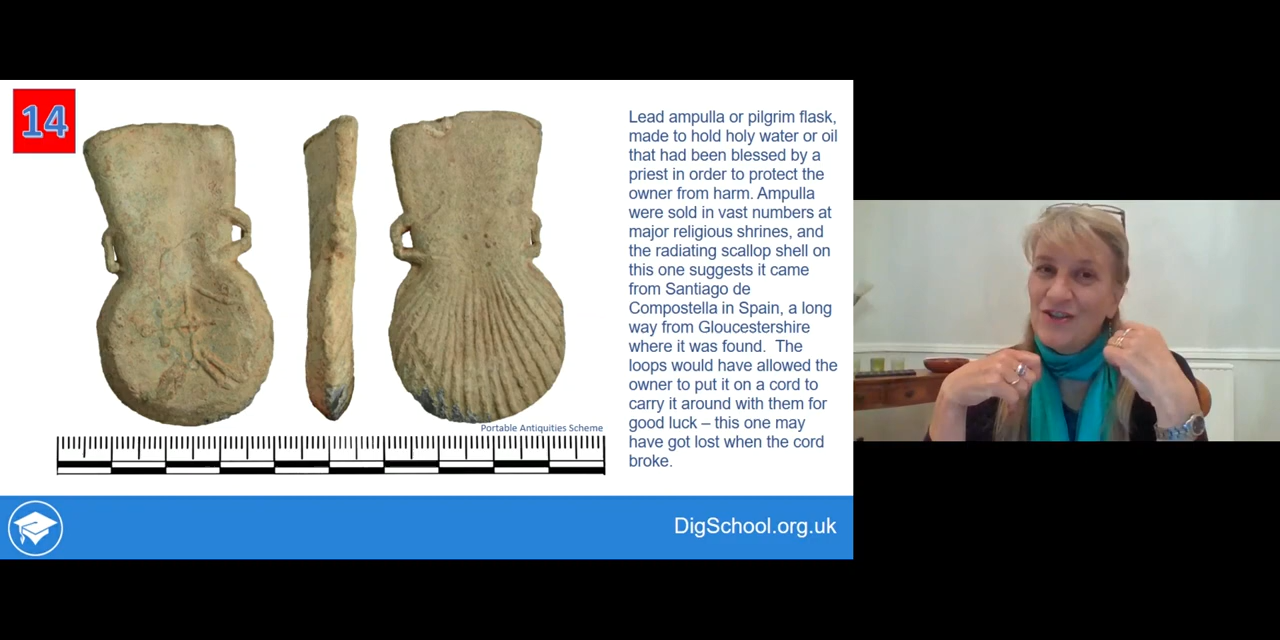 14
Lead ampulla or pilgrim flask,
made to hold holy water or oil
that had been blessed by a
priest in order to protect the
owner from harm. Ampulla
were sold in vast numbers at
major religious shrines, and
the radiating scallop shell on
this one suggests it came
from Santiago de
Compostella in Spain, a long
way from Gloucestershire
where it was found.  The
loops would have allowed the
owner to put it on a cord to
carry it around with them for
good luck – this one may
have got lost when the cord
broke.
Portable Antiquities Scheme
DigSchool.org.uk